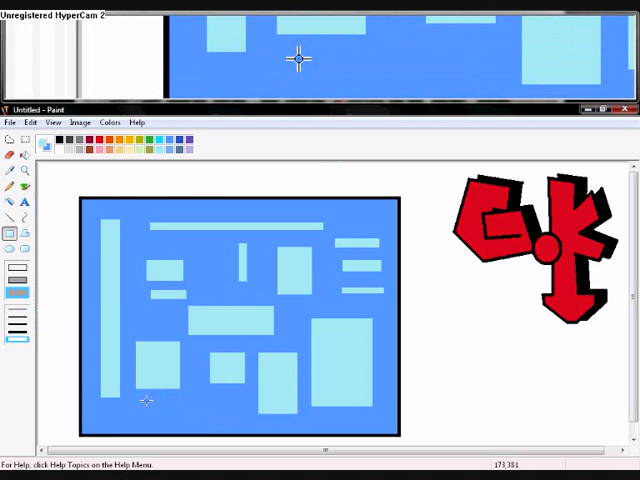 Unregistered HyperCam 2
Untitled - Paint
File Edit View Image Colors Help
For Help, click Help Topics on the Help Menu.
173,381